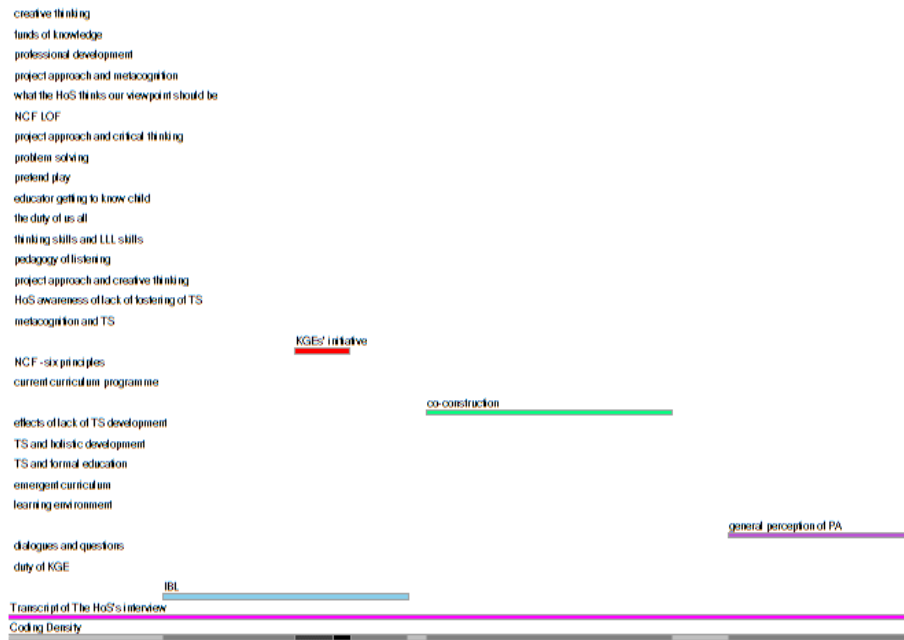 creative thinking
funds of knowledge
professional development
project approach and metacognition
what the HoS thinks our viewpoint should be
NCF LOF
project approach and critical thinking
problem solving
pretend play
educator getting to know child
the duty of us all
thinking skills and LLL skills
pedagogy of listening
project approach and creative thinking
HoS awareness of lack of fostering of TS
metacognition and TS
KGEs' initiative
NCF -six principles
current curriculum programme
co-construction
effects of lack of TS development
TS and holistic development
TS and formal education
emergent curriculum
learning environment
general perception of PA
dialogues and questions
duty of KGE
IBL
Transcript of The HoS's interview
Coding Density